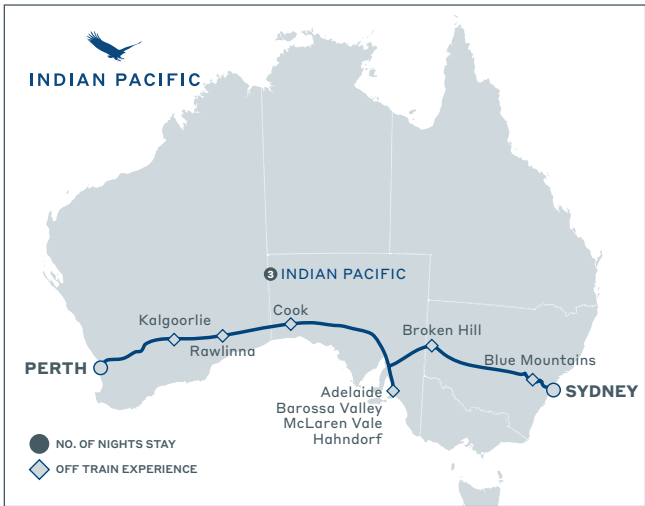 INDIAN PACIFIC
3 INDIAN PACIFIC
Cook
Kalgoorlie
Broken Hill
Rawlinna
Blue Mountains
PERTH
SYDNEY
Adelaide
Barossa Valley
McLaren Vale
Hahndorf
NO. OF NIGHTS STAY
OFF TRAIN EXPERIENCE